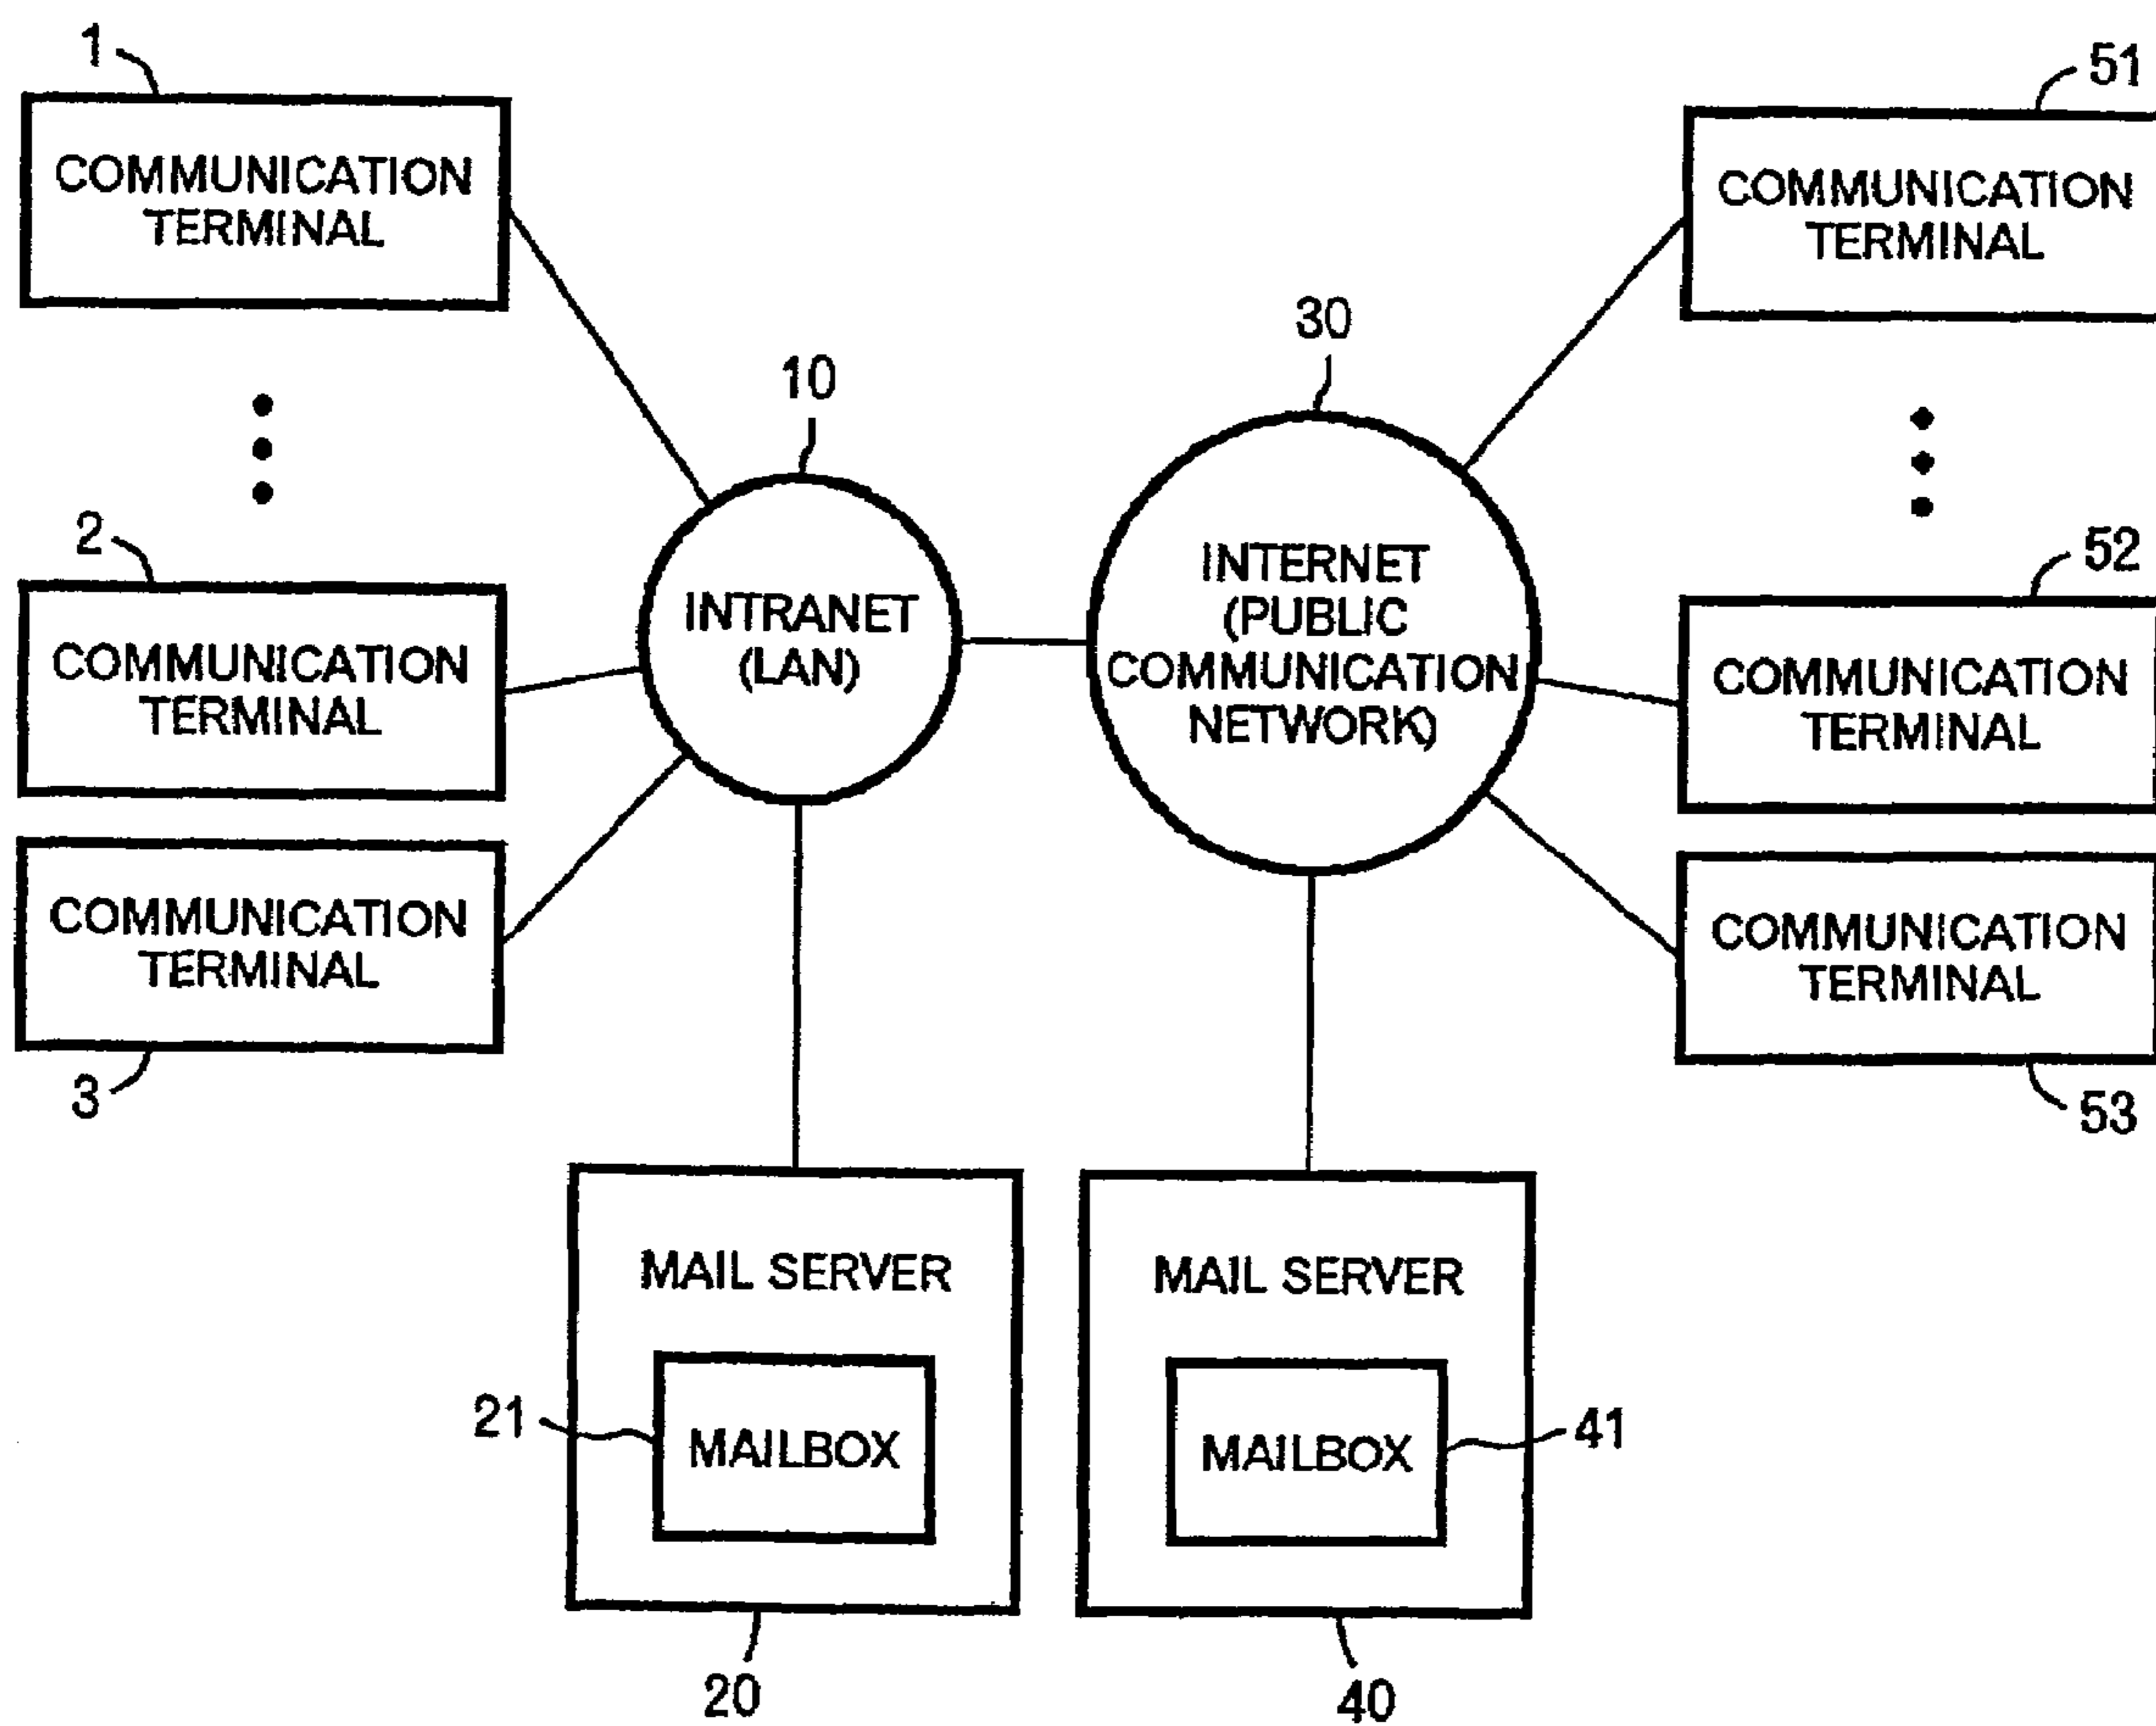 1
COMMUNICATION
TERMINAL
51
COMMUNICATION
TERMINAL
10
30
2
COMMUNICATION
TERMINAL
INTRANET
(LAN)
INTERNET
(PUBLIC
COMMUNICATION
NETWORK)
52
COMMUNICATION
TERMINAL
COMMUNICATION
TERMINAL
3
COMMUNICATION
TERMINAL
53
MAIL SERVER
21
MAILBOX
20
MAIL SERVER
MAILBOX
41
40